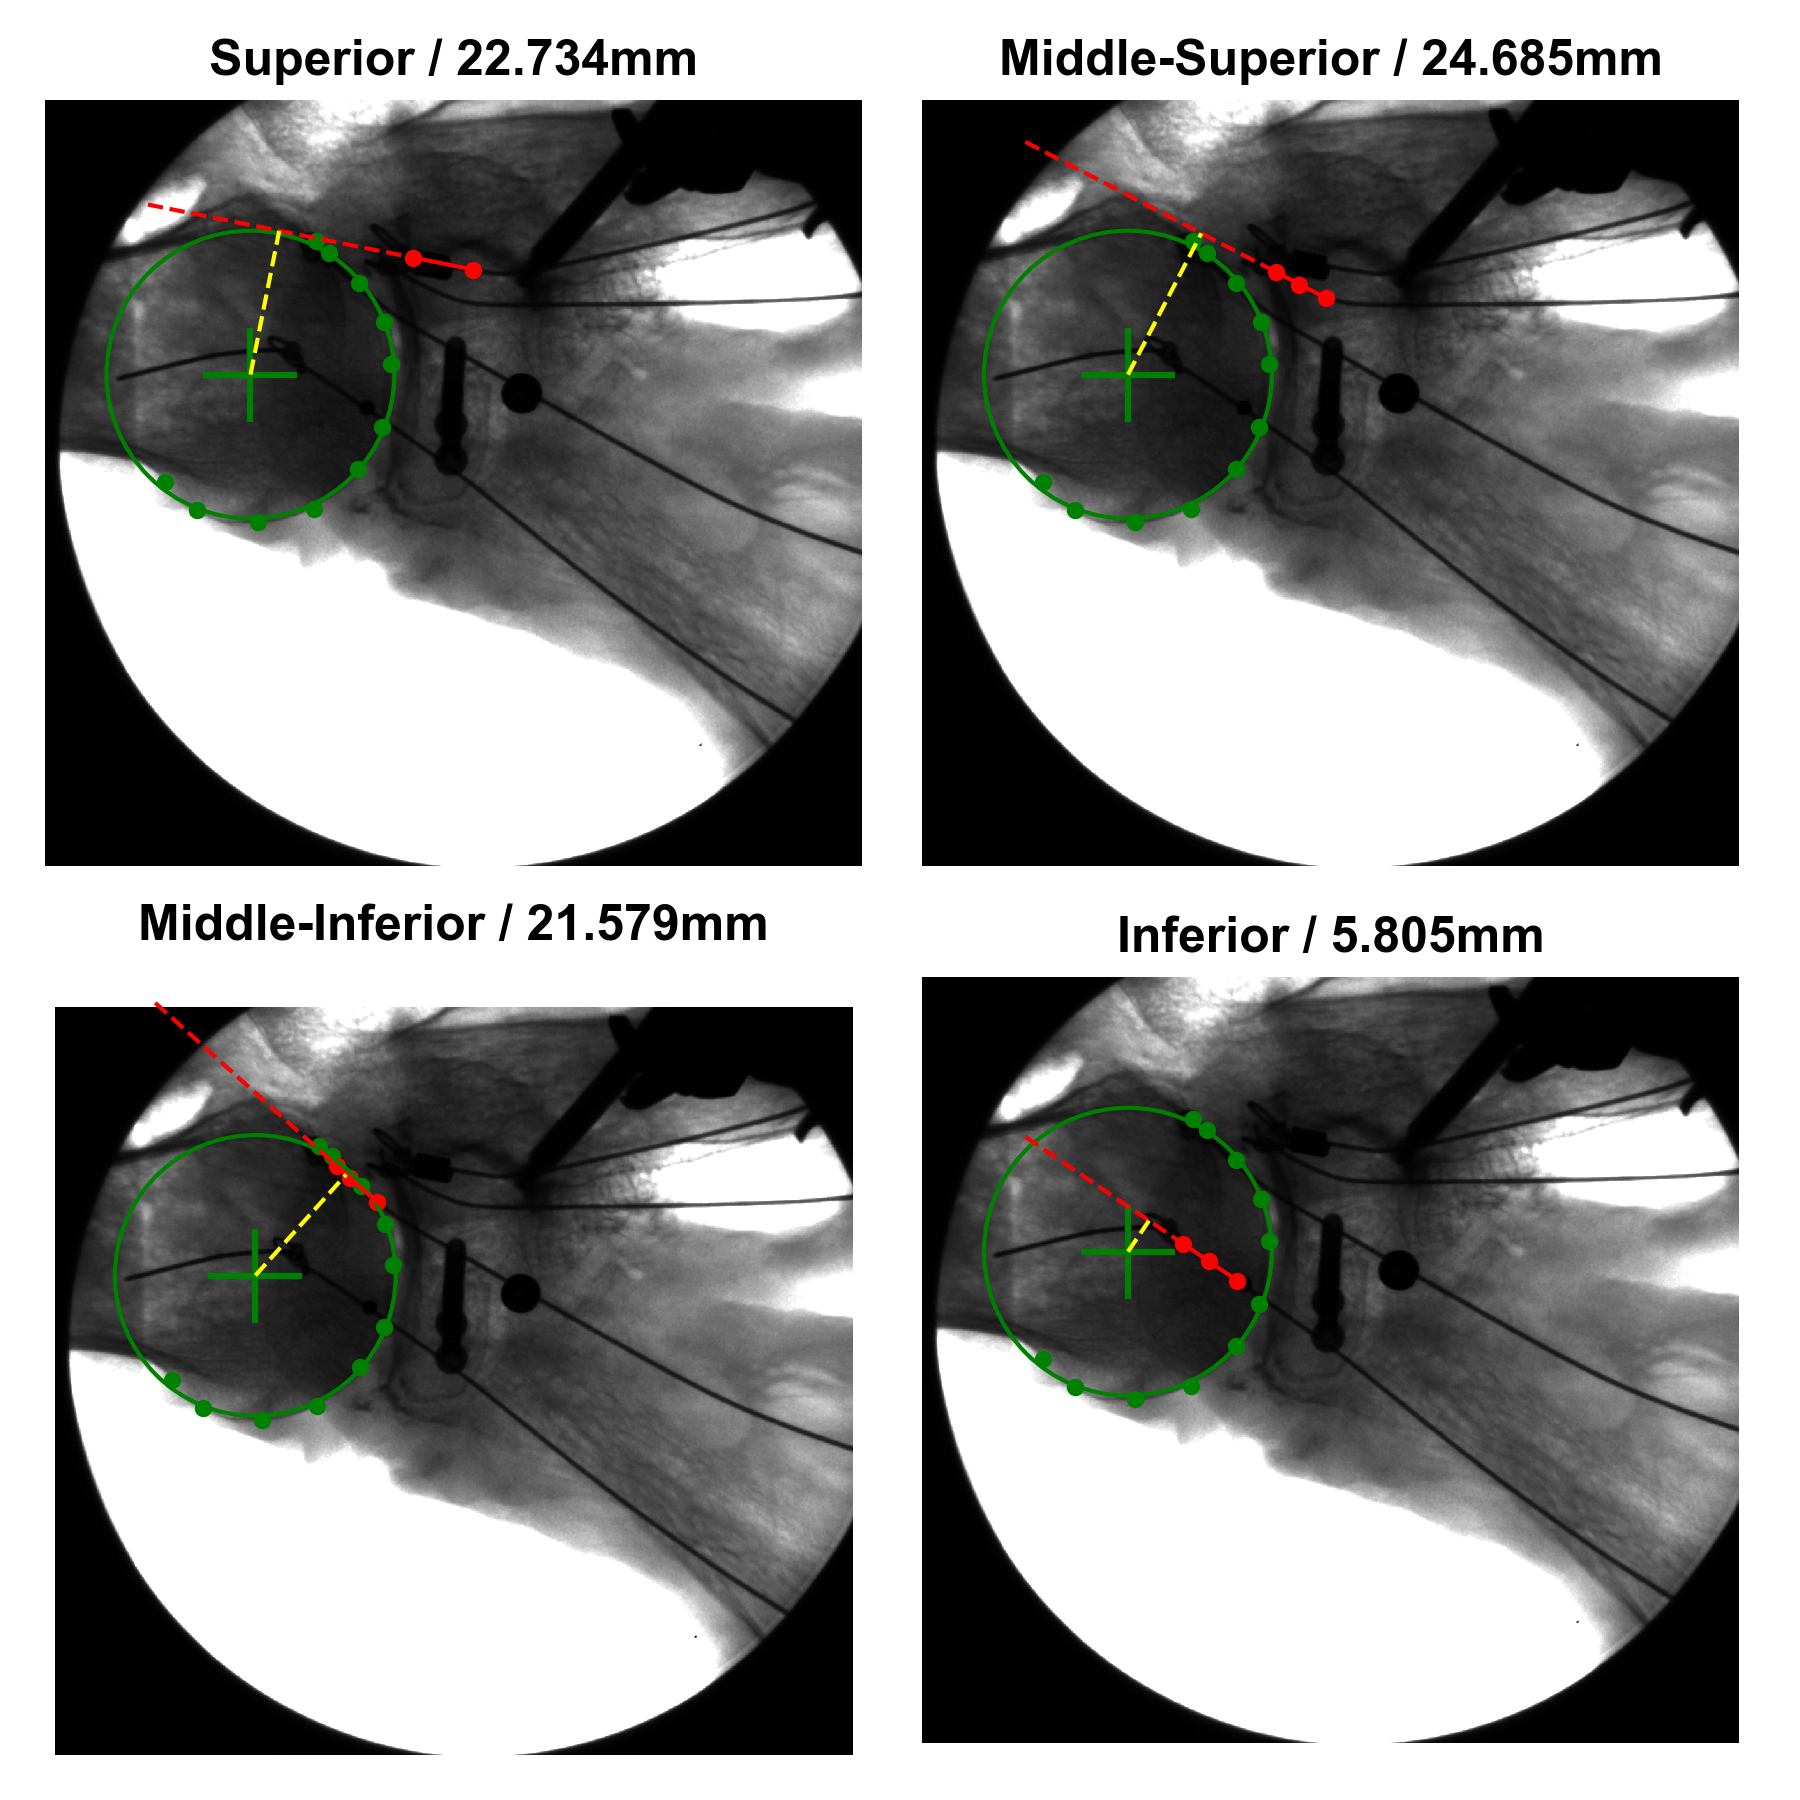 Superior / 22.734mm
Middle-Superior / 24.685mm
Middle-Inferior / 21.579mm
Inferior / 5.805mm